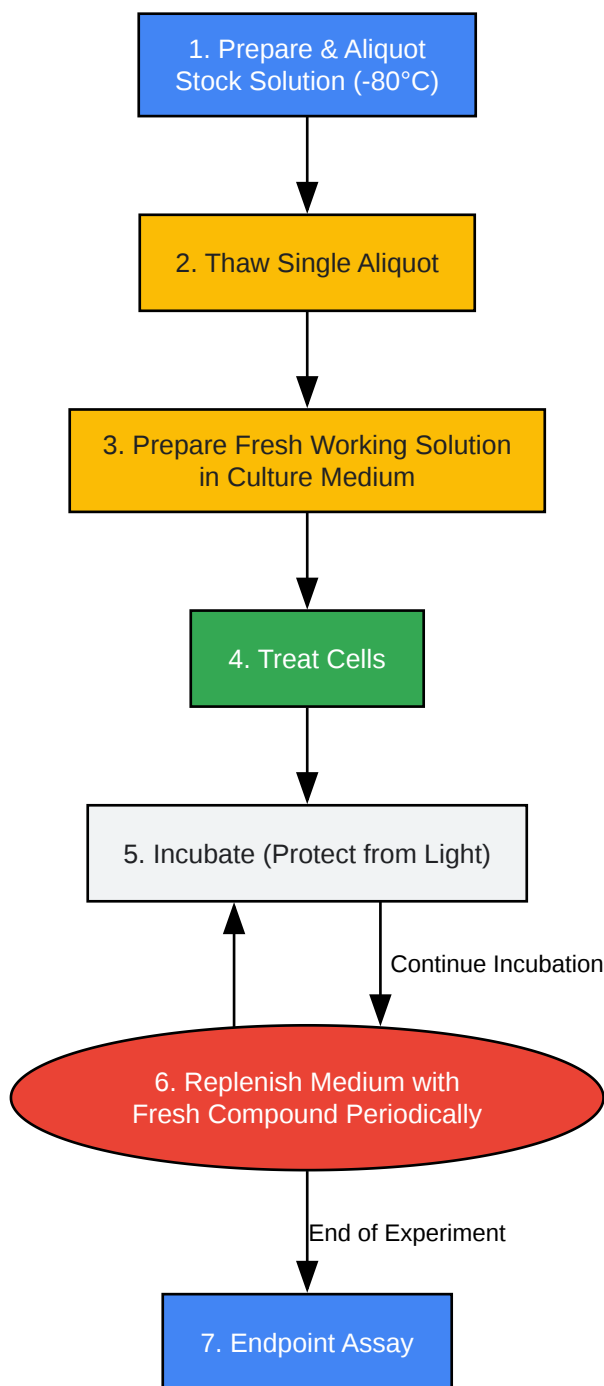 1. Prepare & Aliquot
Stock Solution (-80°C)
2. Thaw Single Aliquot
3. Prepare Fresh Working Solution
in Culture Medium
4. Treat Cells
5. Incubate (Protect from Light)
Continue Incubation
6. Replenish Medium with
Fresh Compound Periodically
End of Experiment
7. Endpoint Assay